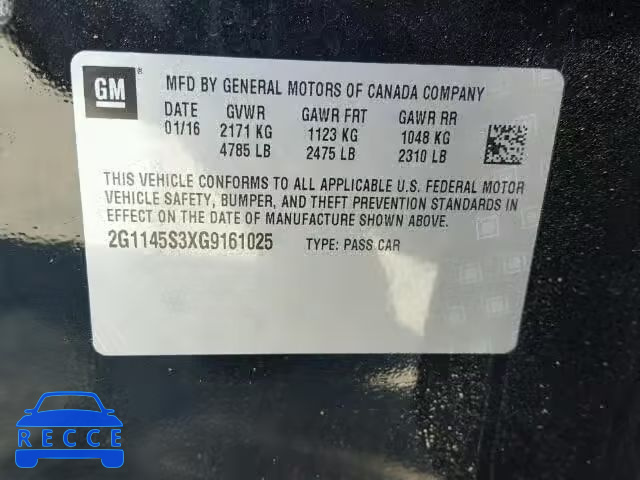 GM ®
MFD BY GENERAL MOTORS OF CANADA COMPANY
DATE GVWR GAWR FRT GAWR RR
01/16 2171 KG 1123 KG 1048 KG
4785 LB 2475 LB 2310 LB
THIS VEHICLE CONFORMS TO ALL APPLICABLE U.S. FEDERAL MOTOR
VEHICLE SAFETY, BUMPER, AND THEFT PREVENTION STANDARDS IN
EFFECT ON THE DATE OF MANUFACTURE SHOWN ABOVE.
2G1145S3XG9161025 TYPE: PASS CAR
RECCE